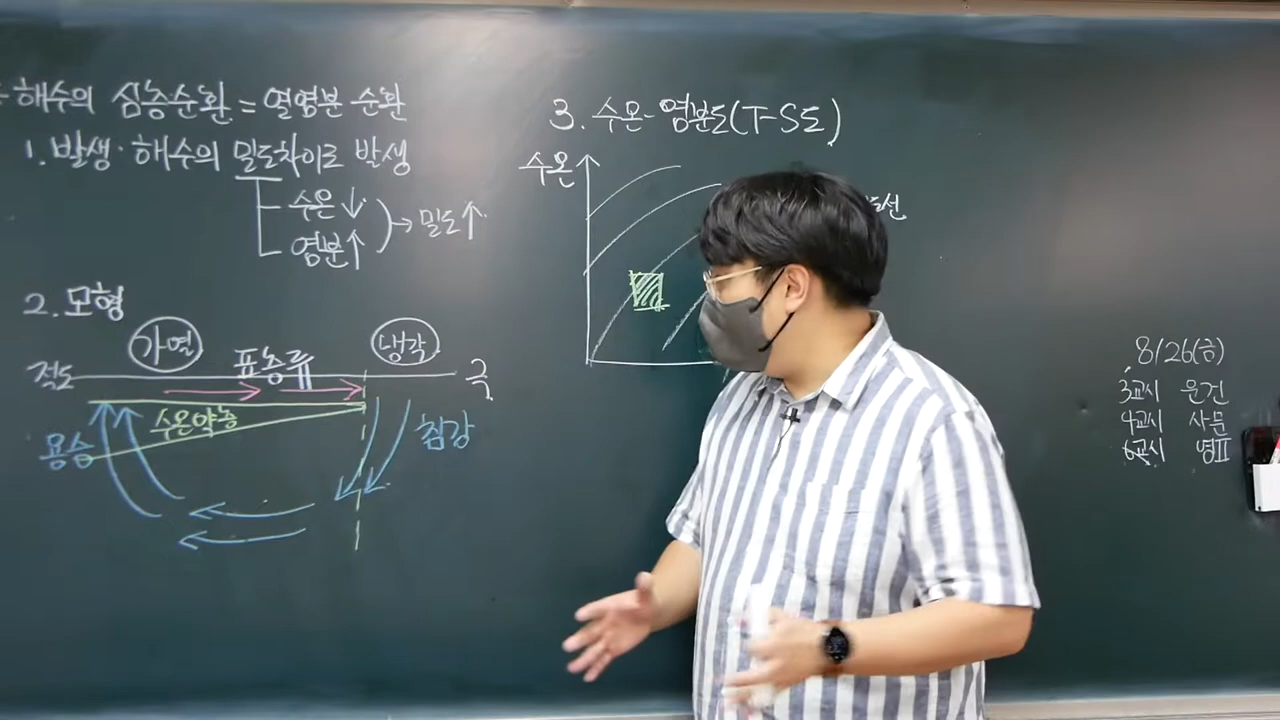 해수의 심층순환 = 열염분 순환
1. 발생 · 해수의 밀도차이로 발생
수온↓
염분↑
→ 밀도↑
2. 모형
가열
냉각
적도
표층류
극
수온약층
용승
침강
3. 수온-염분도(T-S도)
수온
선
8/26(금)
3교시 운건
4교시 사문
6교시 영II